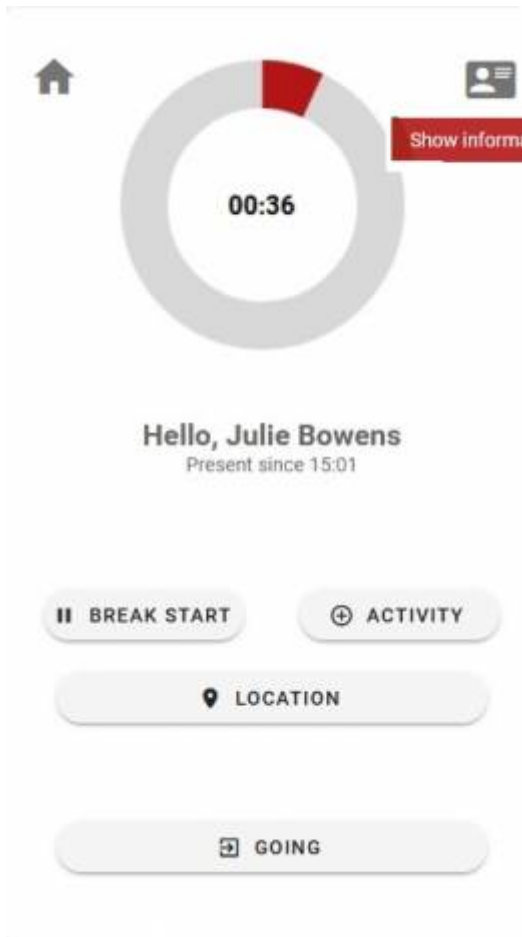 Show informa
00:36
Hello, Julie Bowens
Present since 15:01
BREAK START
ACTIVITY
LOCATION
GOING